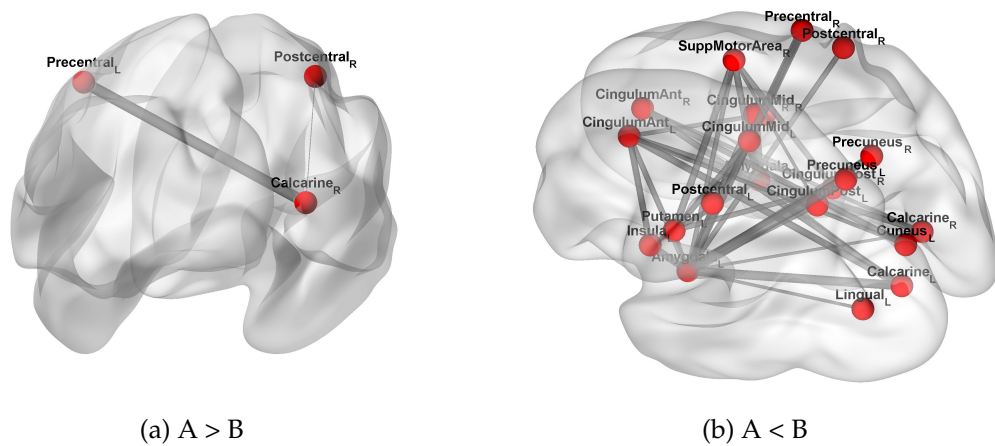 Precentral_L
Postcentral_R
Calcarine_R
(a) A > B
Precentral_R
Postcentral_R
SuppMotorArea_R
CingulumAnt_R
CingulumMid_R
CingulumAnt_L
CingulumMid_L
Precuneus_R
Precuneus_L
CingulumPost_R
Postcentral_L
CingulumPost_L
Putamen_L
Calcarine_R
Insula_L
Cuneus_L
Amygdala_L
Calcarine_L
Lingual_L
(b) A < B